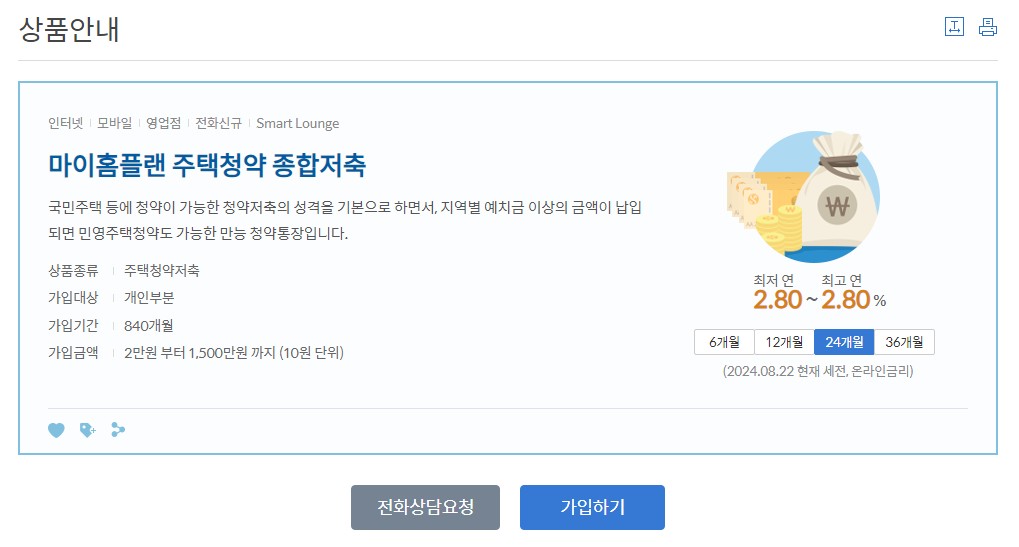 상품안내
인터넷 | 모바일 | 영업점 | 전화신규 | Smart Lounge
마이홈플랜 주택청약 종합저축
국민주택 등에 청약이 가능한 청약저축의 성격을 기본으로 하면서, 지역별 예치금 이상의 금액이 납입
되면 민영주택청약도 가능한 만능 청약통장입니다.
상품종류 | 주택청약저축
가입대상 | 개인부분
가입기간 | 840개월
가입금액 | 2만원 부터 1,500만원 까지 (10원 단위)
₩
최저 연 최고 연
2.80 ~ 2.80 %
6개월 12개월 24개월 36개월
(2024.08.22 현재 세전, 온라인금리)
전화상담요청 가입하기